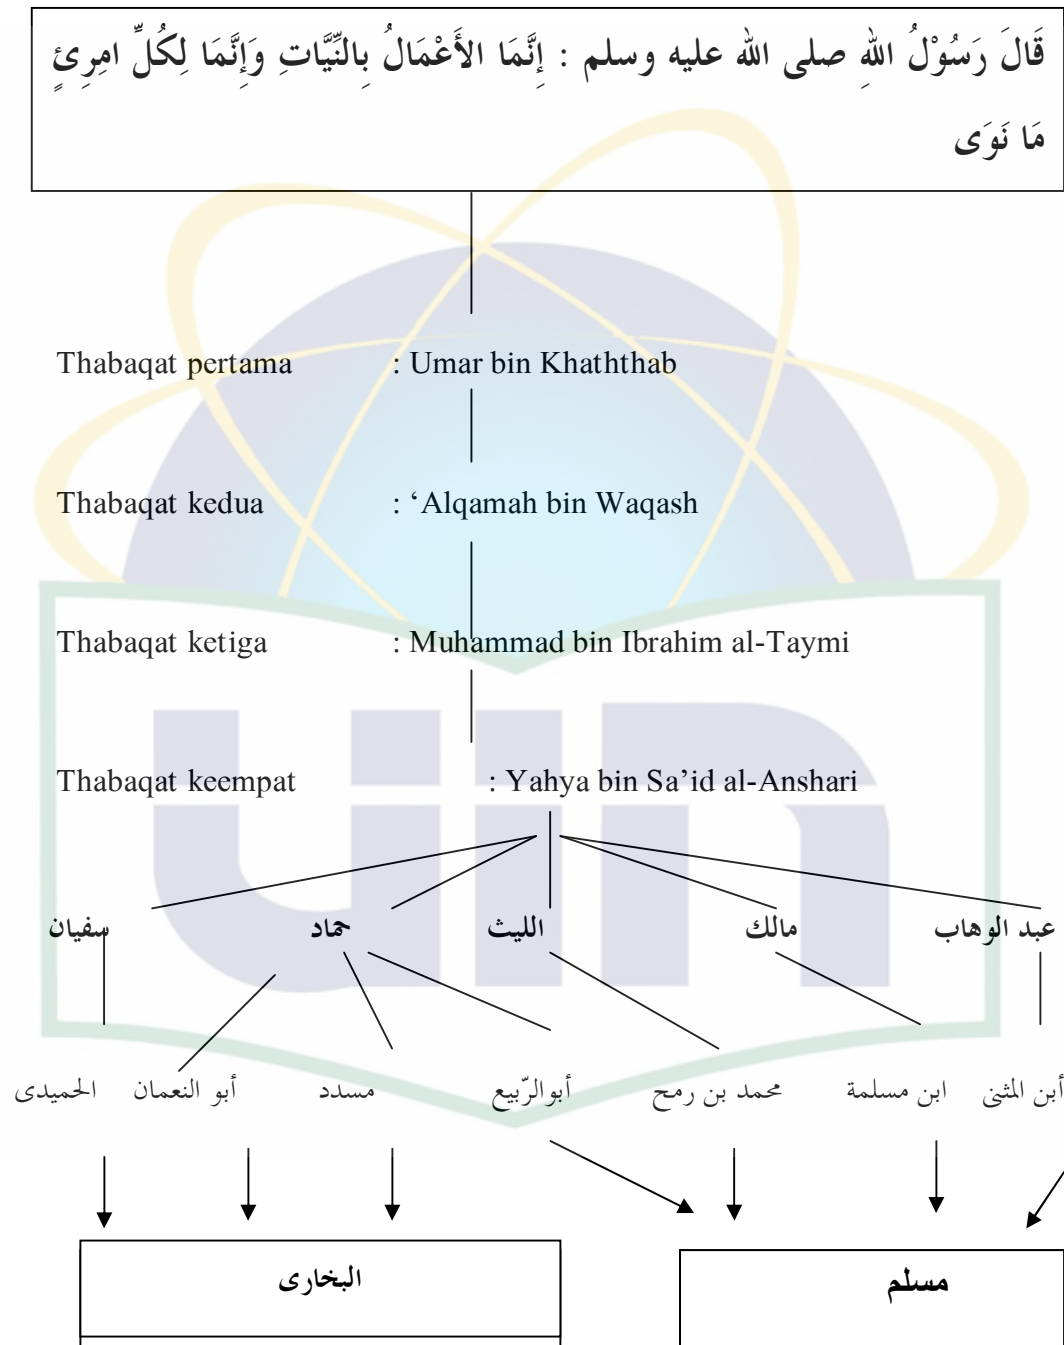 قَالَ رَسُوْلُ اللهِ صلى الله عليه وسلم : إِنَّمَا الأَعْمَالُ بِالنِّيَّاتِ وَإِنَّمَا لِكُلِّ امِرِئٍ
مَا نَوَى
Thabaqat pertama : Umar bin Khaththab
Thabaqat kedua : ‘Alqamah bin Waqash
Thabaqat ketiga : Muhammad bin Ibrahim al-Taymi
Thabaqat keempat : Yahya bin Sa’id al-Anshari
عبد الوهاب مالك الليث حماد سفيان
أبن المثنى ابن مسلمة محمد بن رمح أبوالرّبيع مسدد أبو النعمان الحميدى
مسلم البخارى
uin